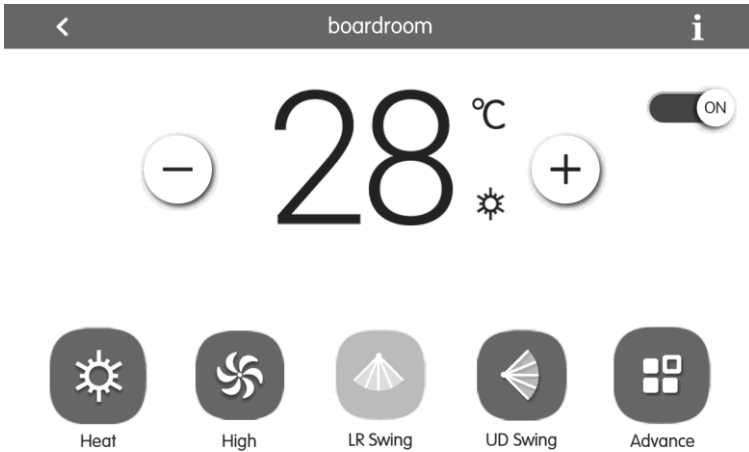 boardroom
i
28 °C
ON
Heat
High
LR Swing
UD Swing
Advance